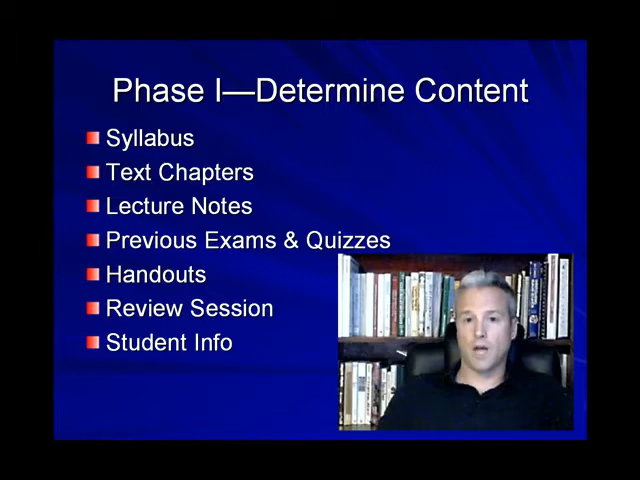 Phase I—Determine Content
Syllabus
Text Chapters
Lecture Notes
Previous Exams & Quizzes
Handouts
Review Session
Student Info